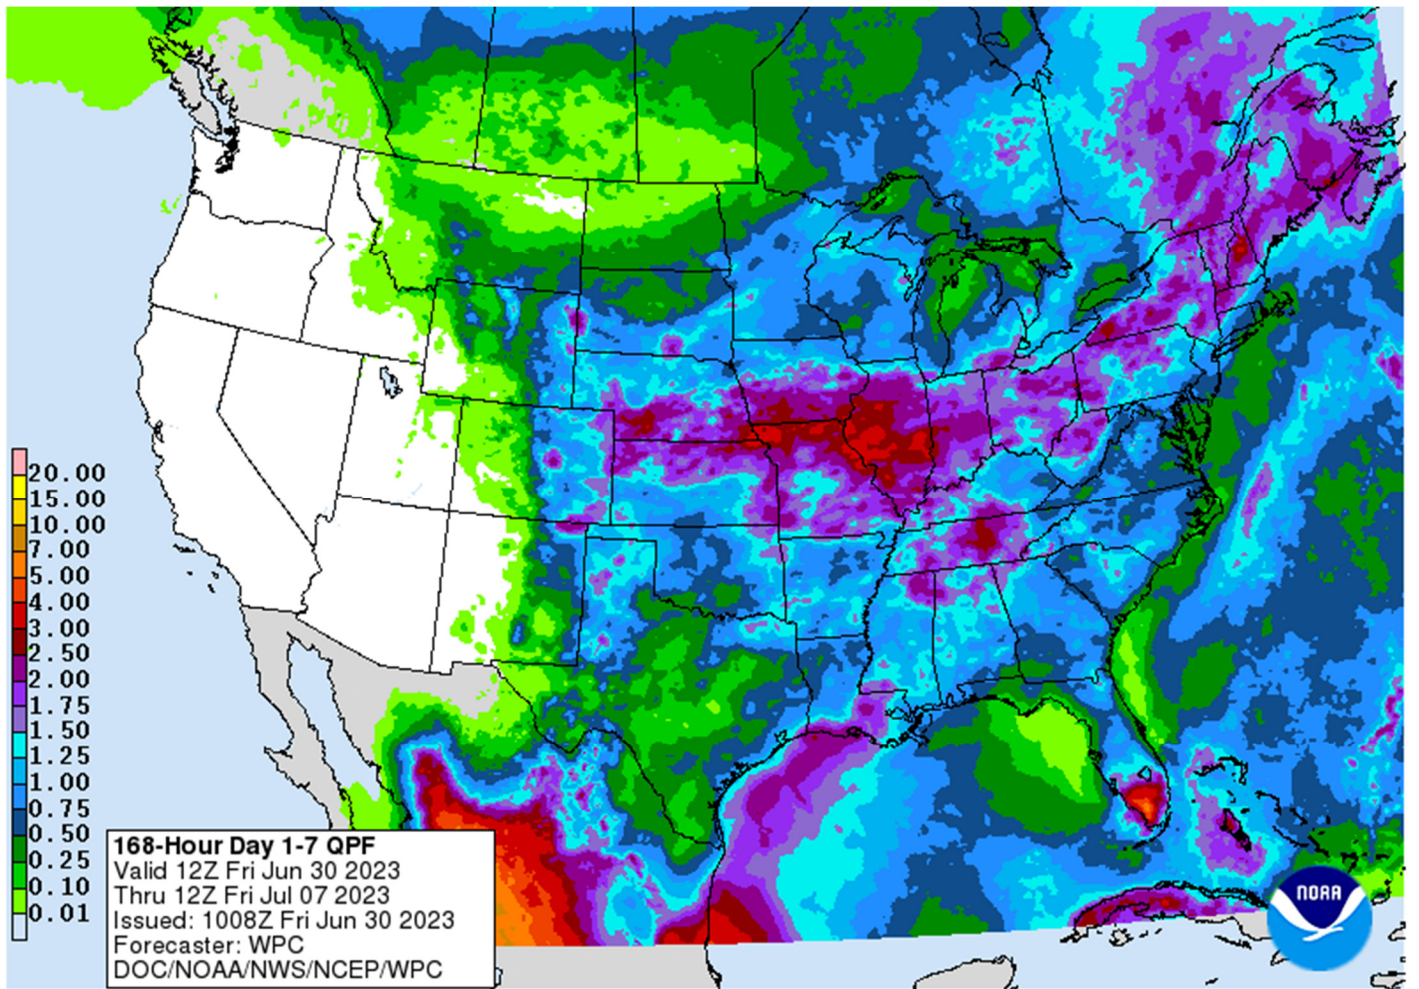 20.00
15.00
10.00
7.00
5.00
4.00
3.00
2.50
2.00
1.75
1.50
1.25
1.00
0.75
0.50
0.25
0.10
0.01
168-Hour Day 1-7 QPF
Valid 12Z Fri Jun 30 2023
Thru 12Z Fri Jul 07 2023
Issued: 1008Z Fri Jun 30 2023
Forecaster: WPC
DOC/NOAA/NWS/NCEP/WPC
NOAA